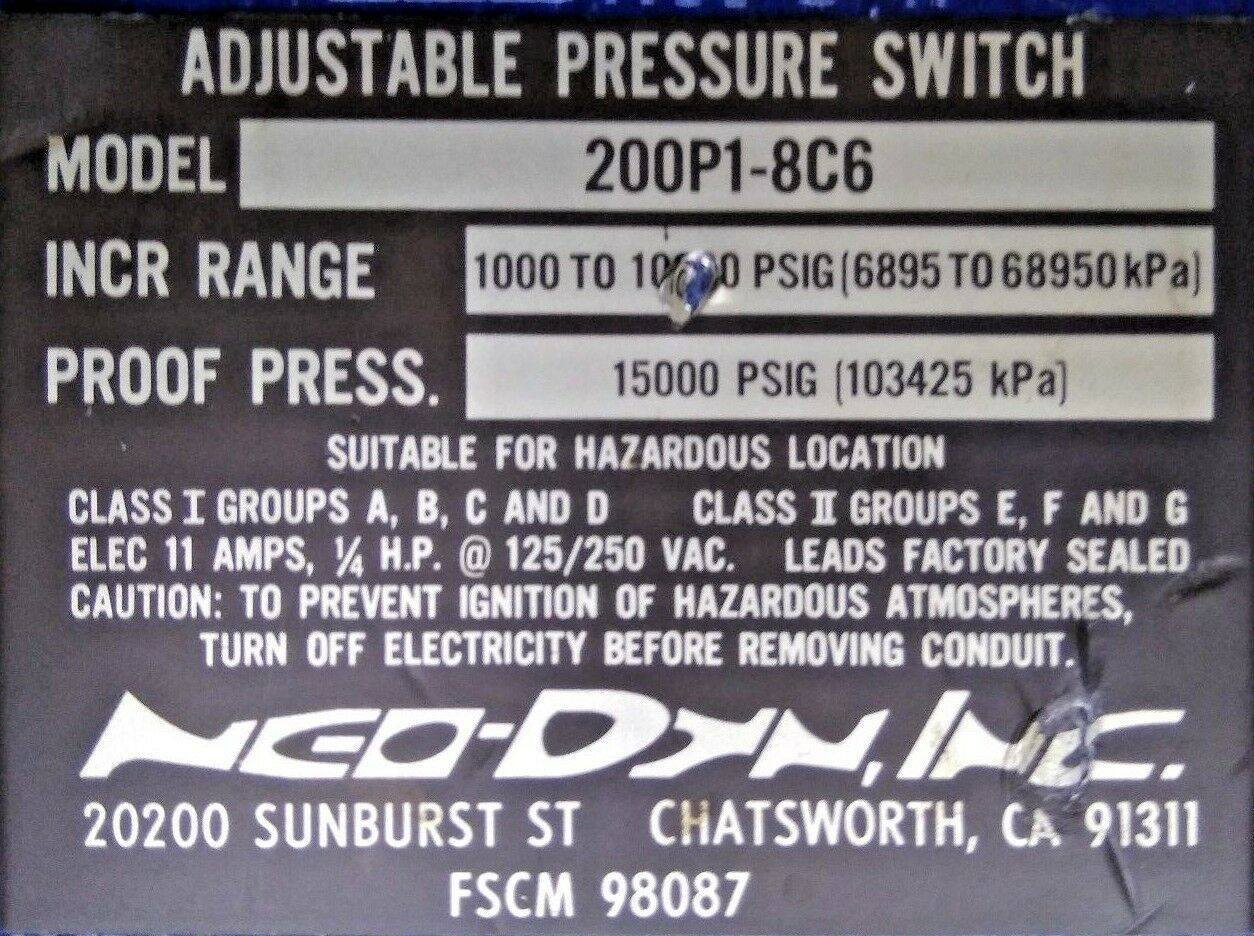 ADJUSTABLE PRESSURE SWITCH
MODEL 200P1-8C6
INCR RANGE 1000 TO PSIG (6895 TO 68950 kPa)
PROOF PRESS. 15000 PSIG (103425 kPa)
SUITABLE FOR HAZARDOUS LOCATION
CLASS I GROUPS A, B, C AND D CLASS II GROUPS E, F AND G
ELEC 11 AMPS, ¼ H.P. @ 125/250 VAC. LEADS FACTORY SEALED
CAUTION: TO PREVENT IGNITION OF HAZARDOUS ATMOSPHERES,
TURN OFF ELECTRICITY BEFORE REMOVING CONDUIT.
NEO-DYN, INC.
20200 SUNBURST ST CHATSWORTH, CA 91311
FSCM 98087